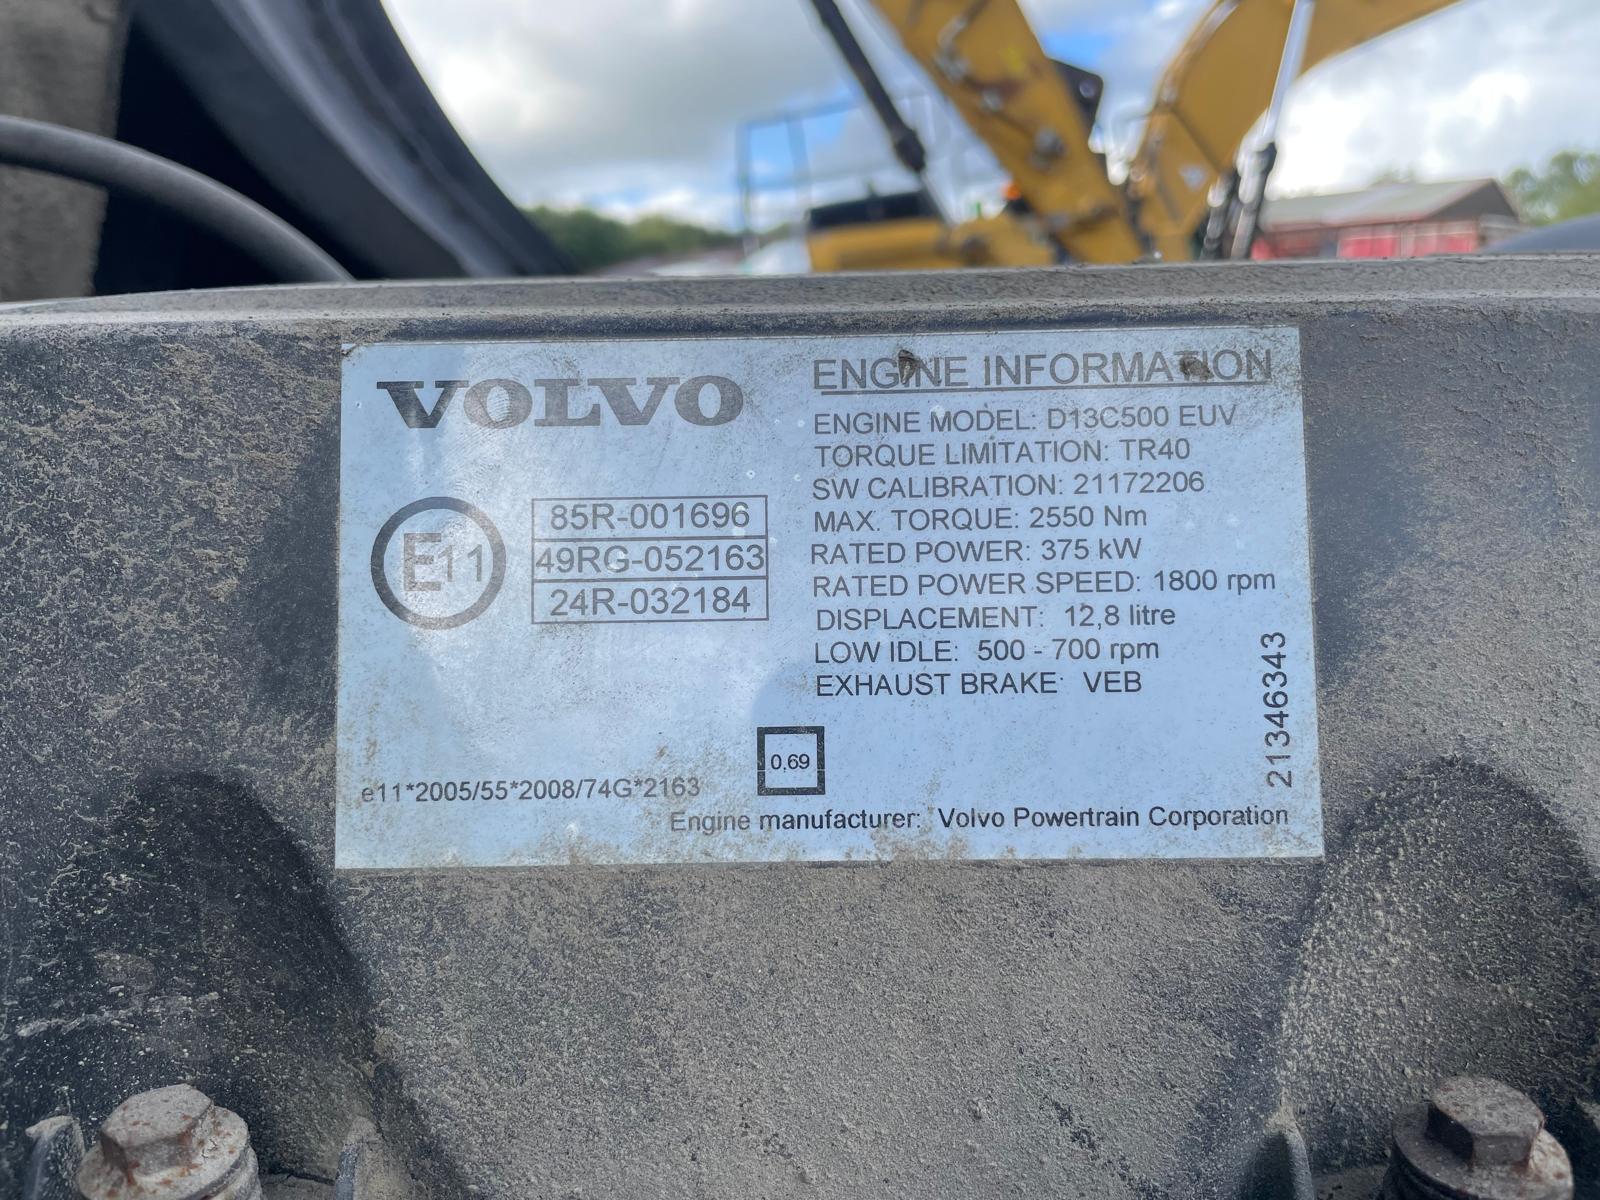 VOLVO
E11
85R-001696
49RG-052163
24R-032184
ENGINE INFORMATION
ENGINE MODEL: D13C500 EUV
TORQUE LIMITATION: TR40
SW CALIBRATION: 21172206
MAX. TORQUE: 2550 Nm
RATED POWER: 375 kW
RATED POWER SPEED: 1800 rpm
DISPLACEMENT: 12,8 litre
LOW IDLE: 500 - 700 rpm
EXHAUST BRAKE: VEB
21346343
0,69
e11*2005/55*2008/74G*2163
Engine manufacturer: Volvo Powertrain Corporation